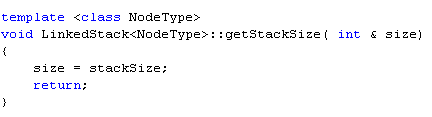 template <class NodeType>
void LinkedStack<NodeType>::getStackSize( int & size)
{
    size = stackSize;
    return;
}